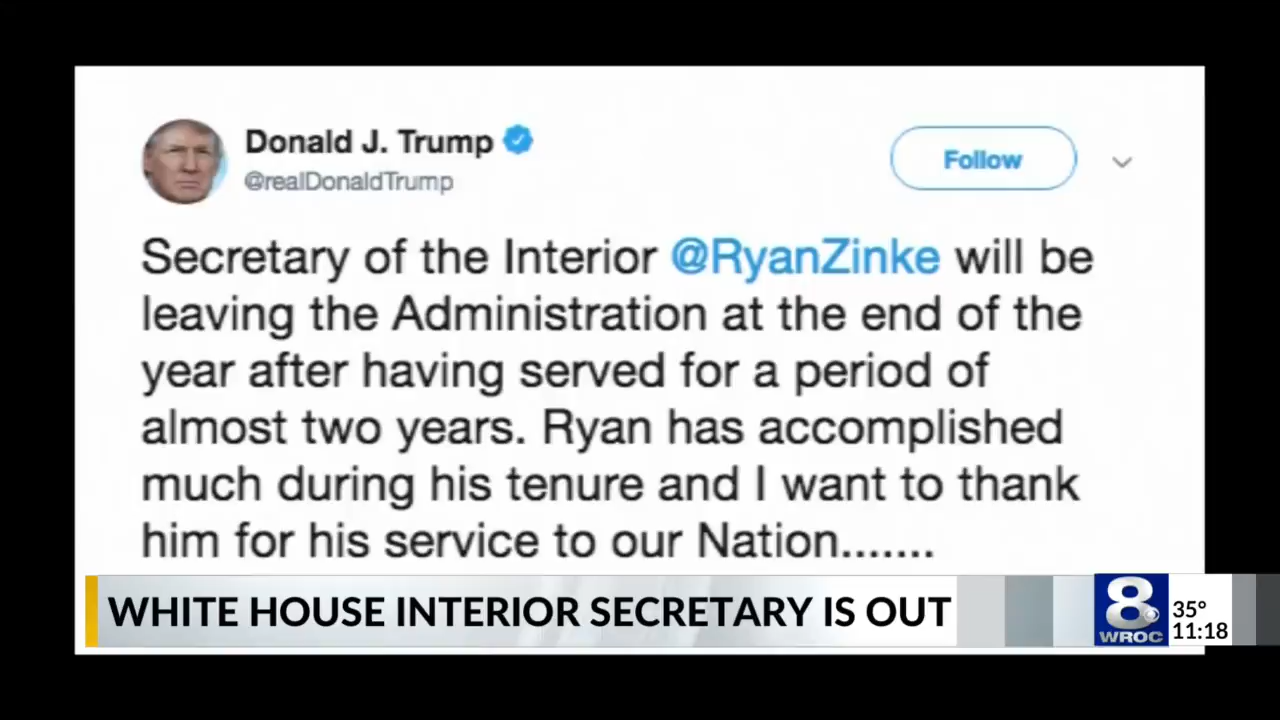 Donald J. Trump
@realDonaldTrump
Follow
Secretary of the Interior @RyanZinke will be
leaving the Administration at the end of the
year after having served for a period of
almost two years. Ryan has accomplished
much during his tenure and I want to thank
him for his service to our Nation.......
WHITE HOUSE INTERIOR SECRETARY IS OUT
8
WROC
35°
11:18